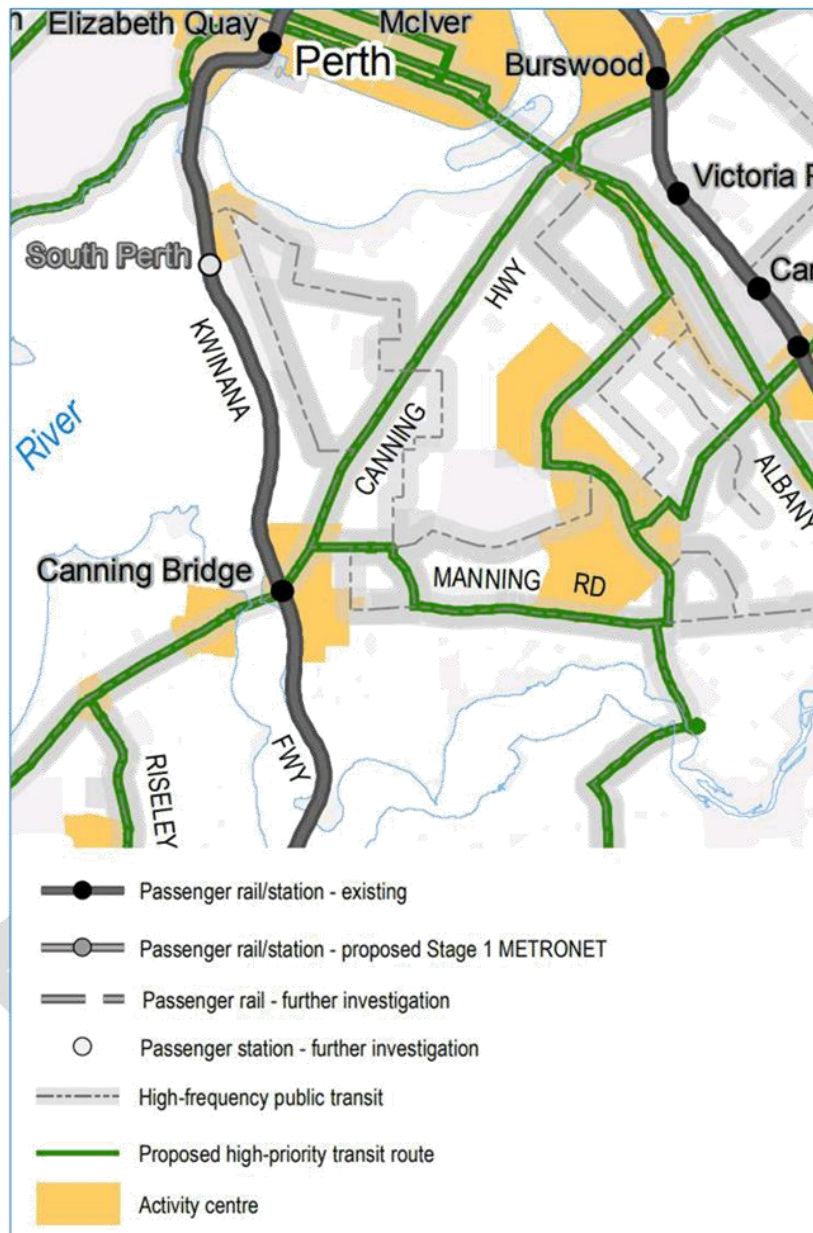 Elizabeth Quay
McIver
Perth
Burswood
Victoria
South Perth
KWINANA
HWY
CANNING
River
ALBANY
Canning Bridge
MANNING RD
FWY
RISELEY
Passenger rail/station - existing
Passenger rail/station - proposed Stage 1 METRONET
Passenger rail - further investigation
Passenger station - further investigation
High-frequency public transit
Proposed high-priority transit route
Activity centre